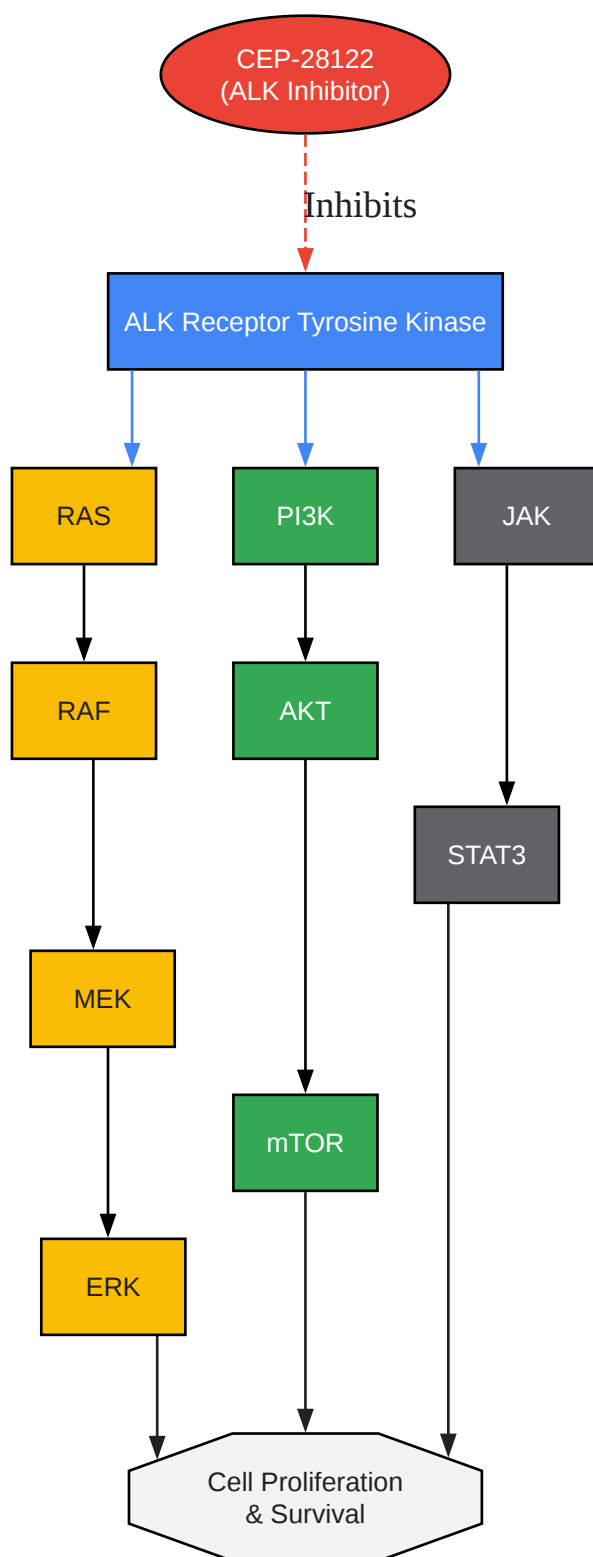 CEP-28122
(ALK Inhibitor)
Inhibits
ALK Receptor Tyrosine Kinase
RAS
PI3K
JAK
RAF
AKT
STAT3
MEK
mTOR
ERK
Cell Proliferation
& Survival